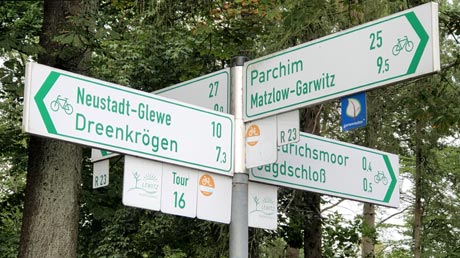 Neustadt-Glewe 10
Dreenkrögen 7,3
27
Parchim 25
Matzlow-Garwitz 9,5
R 23
0,4
Jagdschloß 0,5
R 23
LEWITZ
Tour
16